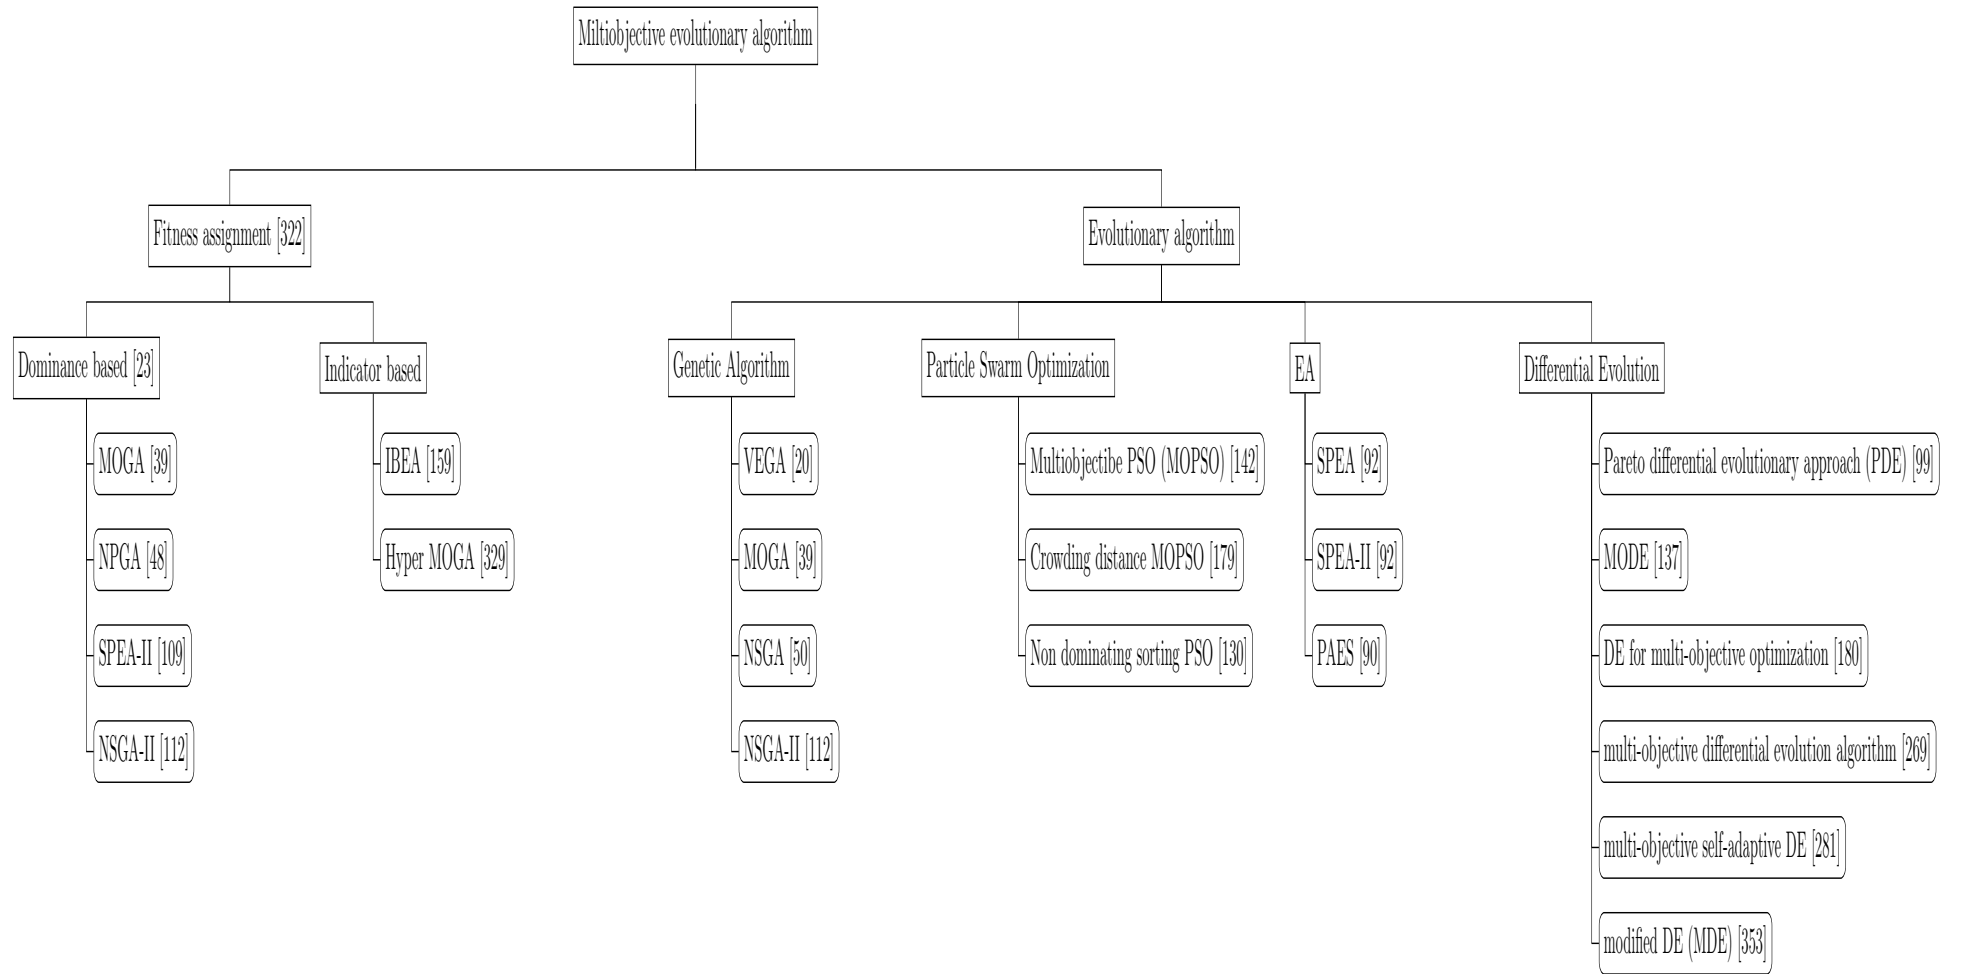 Miltiobjective evolutionary algorithm
Fitness assignment [322]
Evolutionary algorithm
Dominance based [23]
Indicator based
Genetic Algorithm
Particle Swarm Optimization
EA
Differential Evolution
MOGA [39]
IBEA [159]
VEGA [20]
Multiobjectibe PSO (MOPSO) [142]
SPEA [92]
Pareto differential evolutionary approach (PDE) [99]
NPGA [48]
Hyper MOGA [329]
MOGA [39]
Crowding distance MOPSO [179]
SPEA-II [92]
MODE [137]
SPEA-II [109]
NSGA [50]
Non dominating sorting PSO [130]
PAES [90]
DE for multi-objective optimization [180]
NSGA-II [112]
NSGA-II [112]
multi-objective differential evolution algorithm [269]
multi-objective self-adaptive DE [281]
modified DE (MDE) [353]